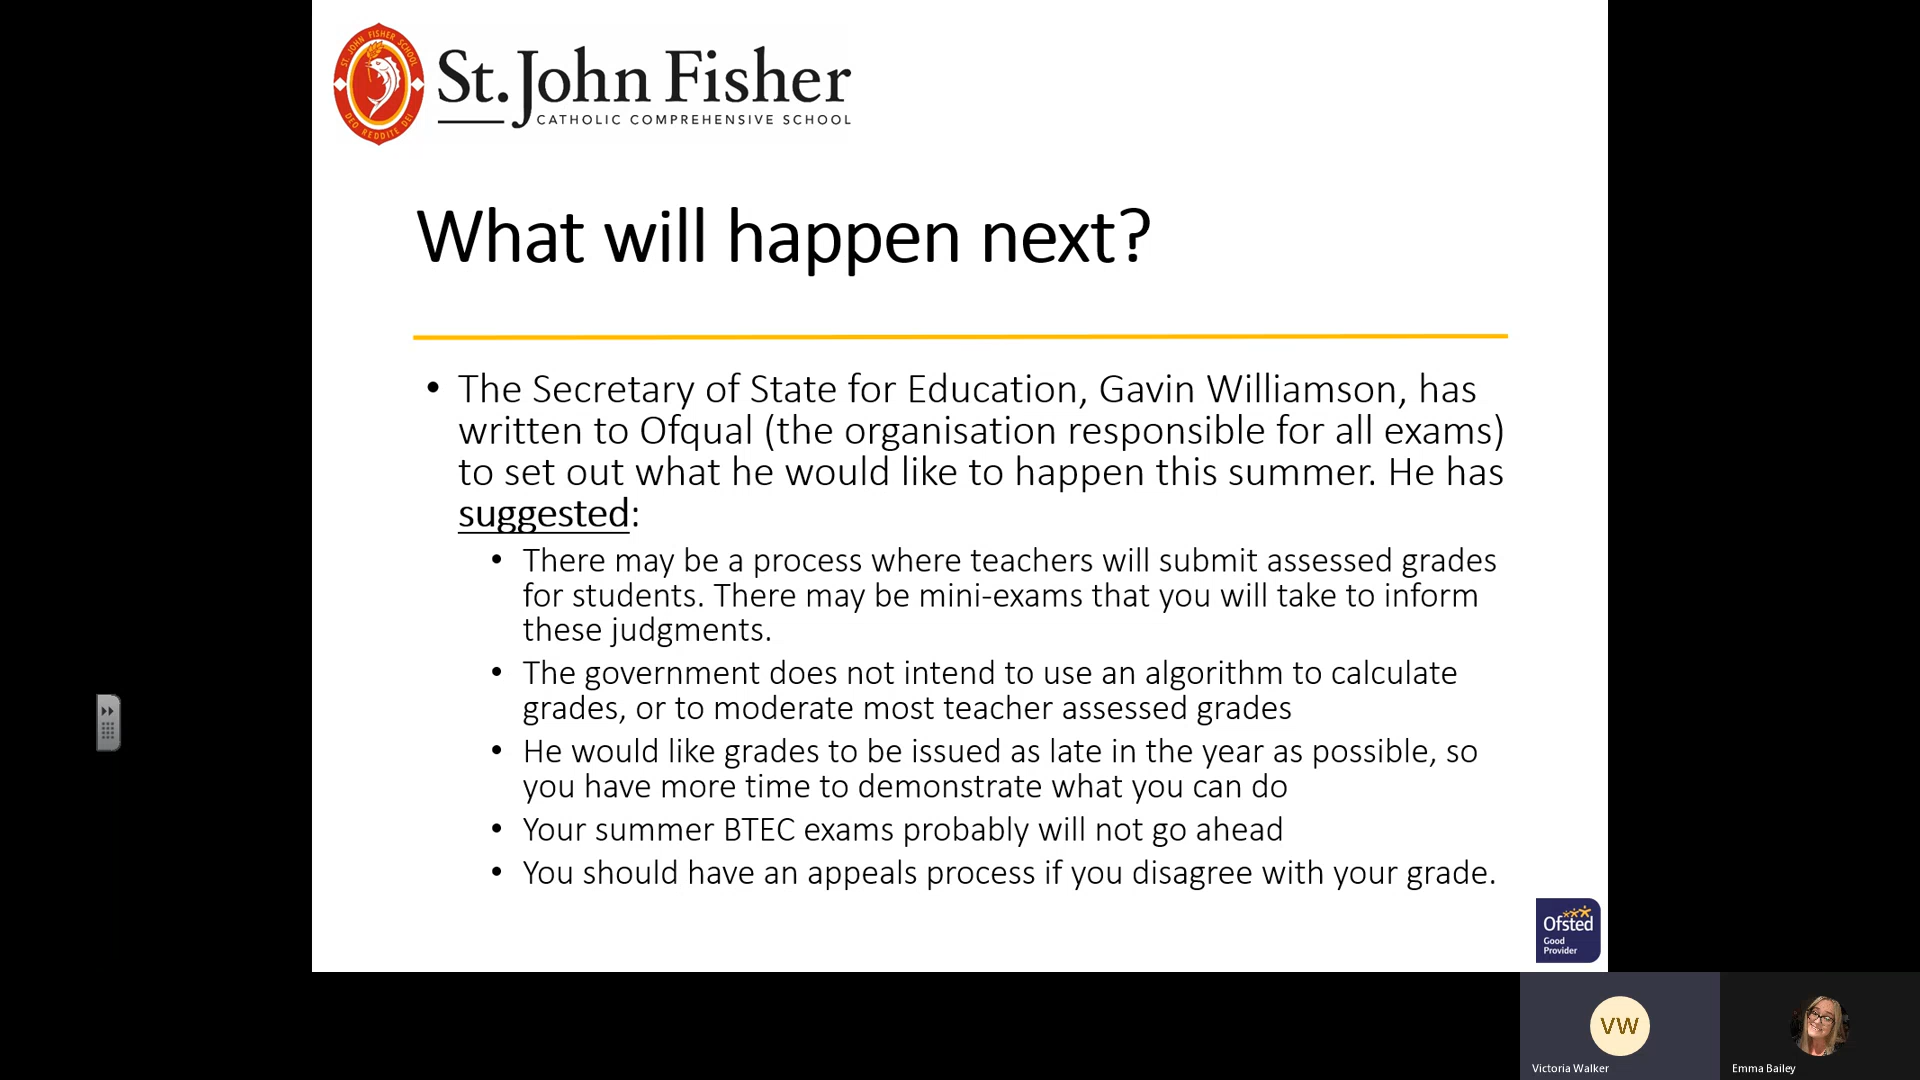 ST. JOHN FISHER SCHOOL
DEO REDDITE DEI
St. John Fisher
CATHOLIC COMPREHENSIVE SCHOOL
What will happen next?
• The Secretary of State for Education, Gavin Williamson, has
written to Ofqual (the organisation responsible for all exams)
to set out what he would like to happen this summer. He has
suggested:
• There may be a process where teachers will submit assessed grades
for students. There may be mini-exams that you will take to inform
these judgments.
• The government does not intend to use an algorithm to calculate
grades, or to moderate most teacher assessed grades
• He would like grades to be issued as late in the year as possible, so
you have more time to demonstrate what you can do
• Your summer BTEC exams probably will not go ahead
• You should have an appeals process if you disagree with your grade.
Ofsted
Good
Provider
VW
Victoria Walker
Emma Bailey